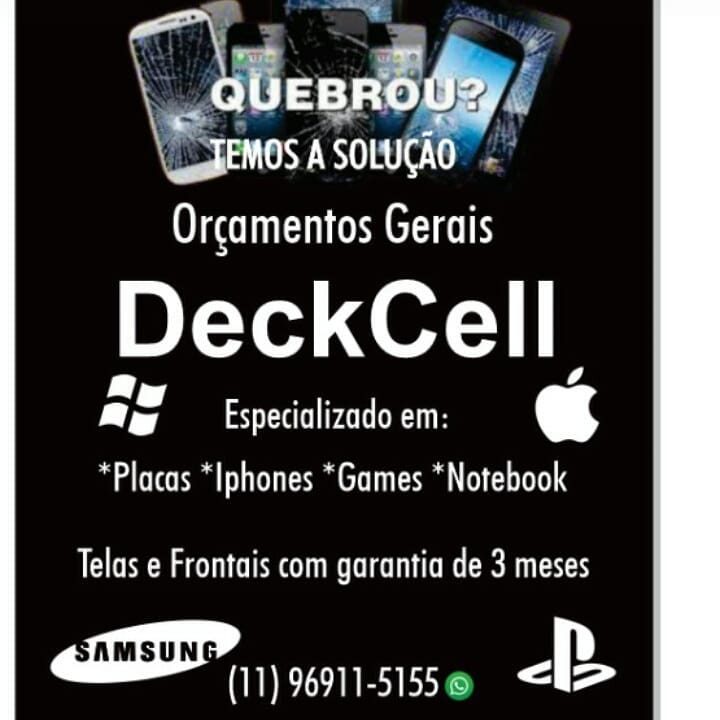 QUEBROU?
TEMOS A SOLUÇÃO
Orçamentos Gerais
DeckCell
Especializado em:
*Placas *Iphones *Games *Notebook
Telas e Frontais com garantia de 3 meses
SAMSUNG
(11) 96911-5155